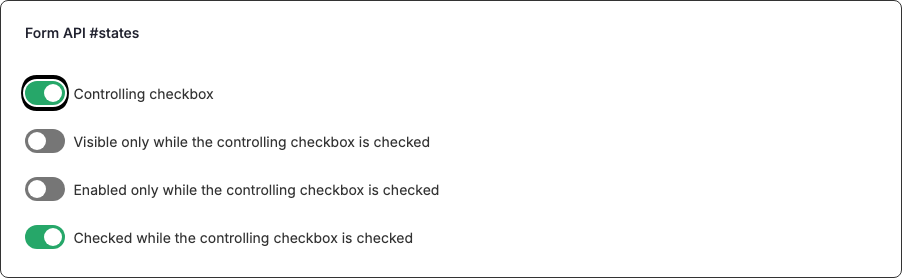 Form API #states
Controlling checkbox
Visible only while the controlling checkbox is checked
Enabled only while the controlling checkbox is checked
Checked while the controlling checkbox is checked